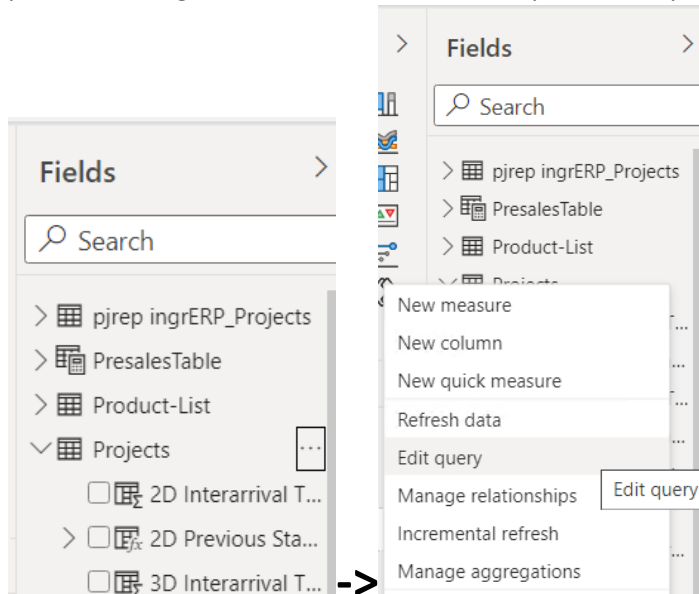 Fields
Search
pjrep ingrERP_Projects
PresalesTable
Product-List
Projects
2D Interarrival T...
2D Previous Sta...
3D Interarrival T...
->
Fields
Search
pjrep ingrERP_Projects
PresalesTable
Product-List
Projects
New measure
New column
New quick measure
Refresh data
Edit query
Edit query
Manage relationships
Incremental refresh
Manage aggregations